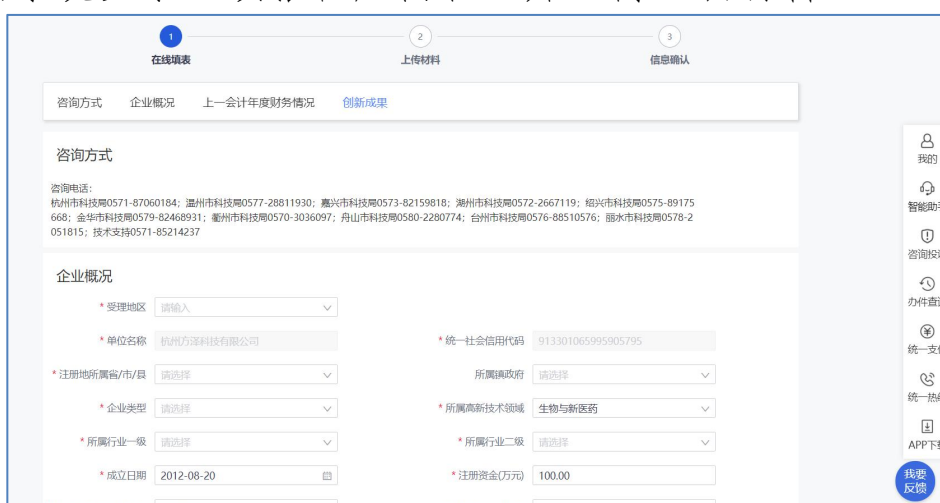 1
2
3
在线填表
上传材料
信息确认
咨询方式 企业概况 上一会计年度财务情况 创新成果
咨询方式
咨询电话:
杭州市科技局0571-87060184; 温州市科技局0577-28811930; 嘉兴市科技局0573-82159818; 湖州市科技局0572-2667119; 绍兴市科技局0575-89175
668; 金华市科技局0579-82468931; 衢州市科技局0570-3036097; 舟山市科技局0580-2280774; 台州市科技局0576-88510576; 丽水市科技局0578-2
051815; 技术支持0571-85214237
企业概况
* 受理地区 请输入
* 单位名称 杭州方泽科技有限公司 * 统一社会信用代码 913301065995905795
* 注册地所属省/市/县 请选择 所属镇政府 请选择
* 企业类型 请选择 * 所属高新技术领域 生物与新医药
* 所属行业一级 请选择 * 所属行业二级 请选择
* 成立日期 2012-08-20 * 注册资金(万元) 100.00
我的
智能助
咨询投
办件查
统一支
统一热
APP下
我要
反馈